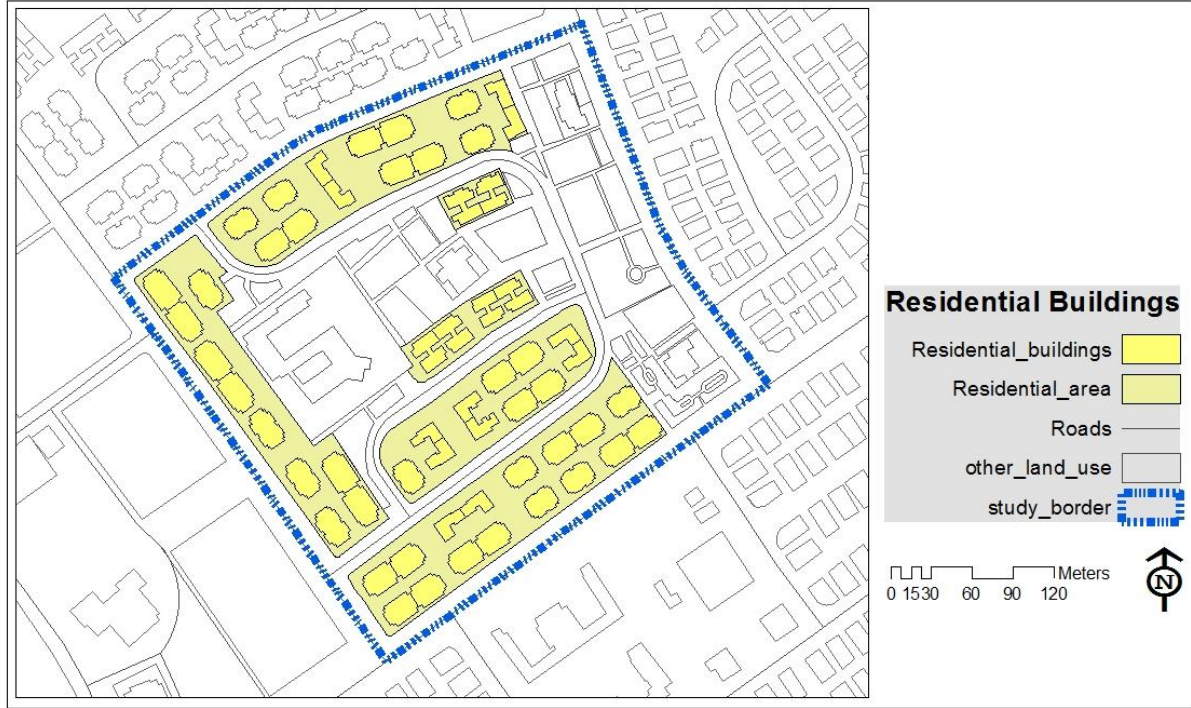 Residential Buildings
Residential_buildings
Residential_area
Roads
other_land_use
study_border
Meters
0 15 30 60 90 120
N